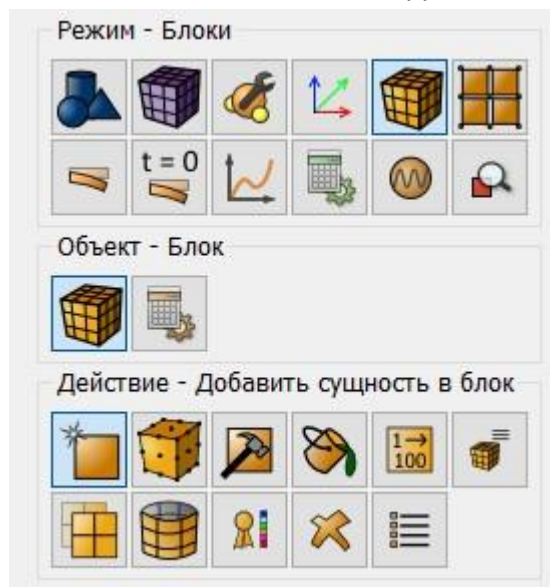 Режим - Блоки
t = 0
Объект - Блок
Действие - Добавить сущность в блок
1→
100